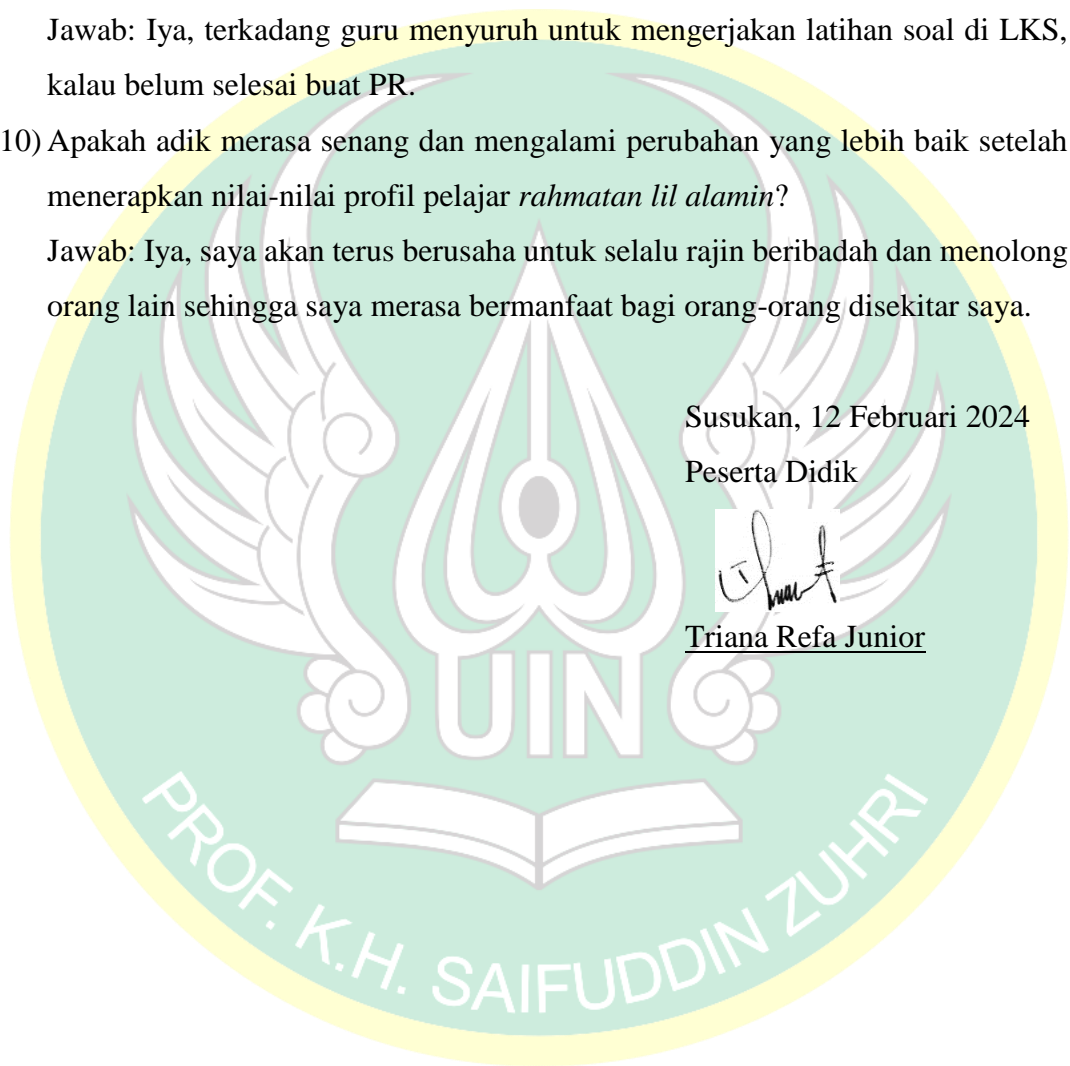 Jawab: Iya, terkadang guru menyuruh untuk mengerjakan latihan soal di LKS,
kalau belum selesai buat PR.
10) Apakah adik merasa senang dan mengalami perubahan yang lebih baik setelah
menerapkan nilai-nilai profil pelajar rahmatan lil alamin?
Jawab: Iya, saya akan terus berusaha untuk selalu rajin beribadah dan menolong
orang lain sehingga saya merasa bermanfaat bagi orang-orang disekitar saya.
Susukan, 12 Februari 2024
Peserta Didik
Triana Refa Junior
UIN
PROF. K.H. SAIFUDDIN ZUHRI